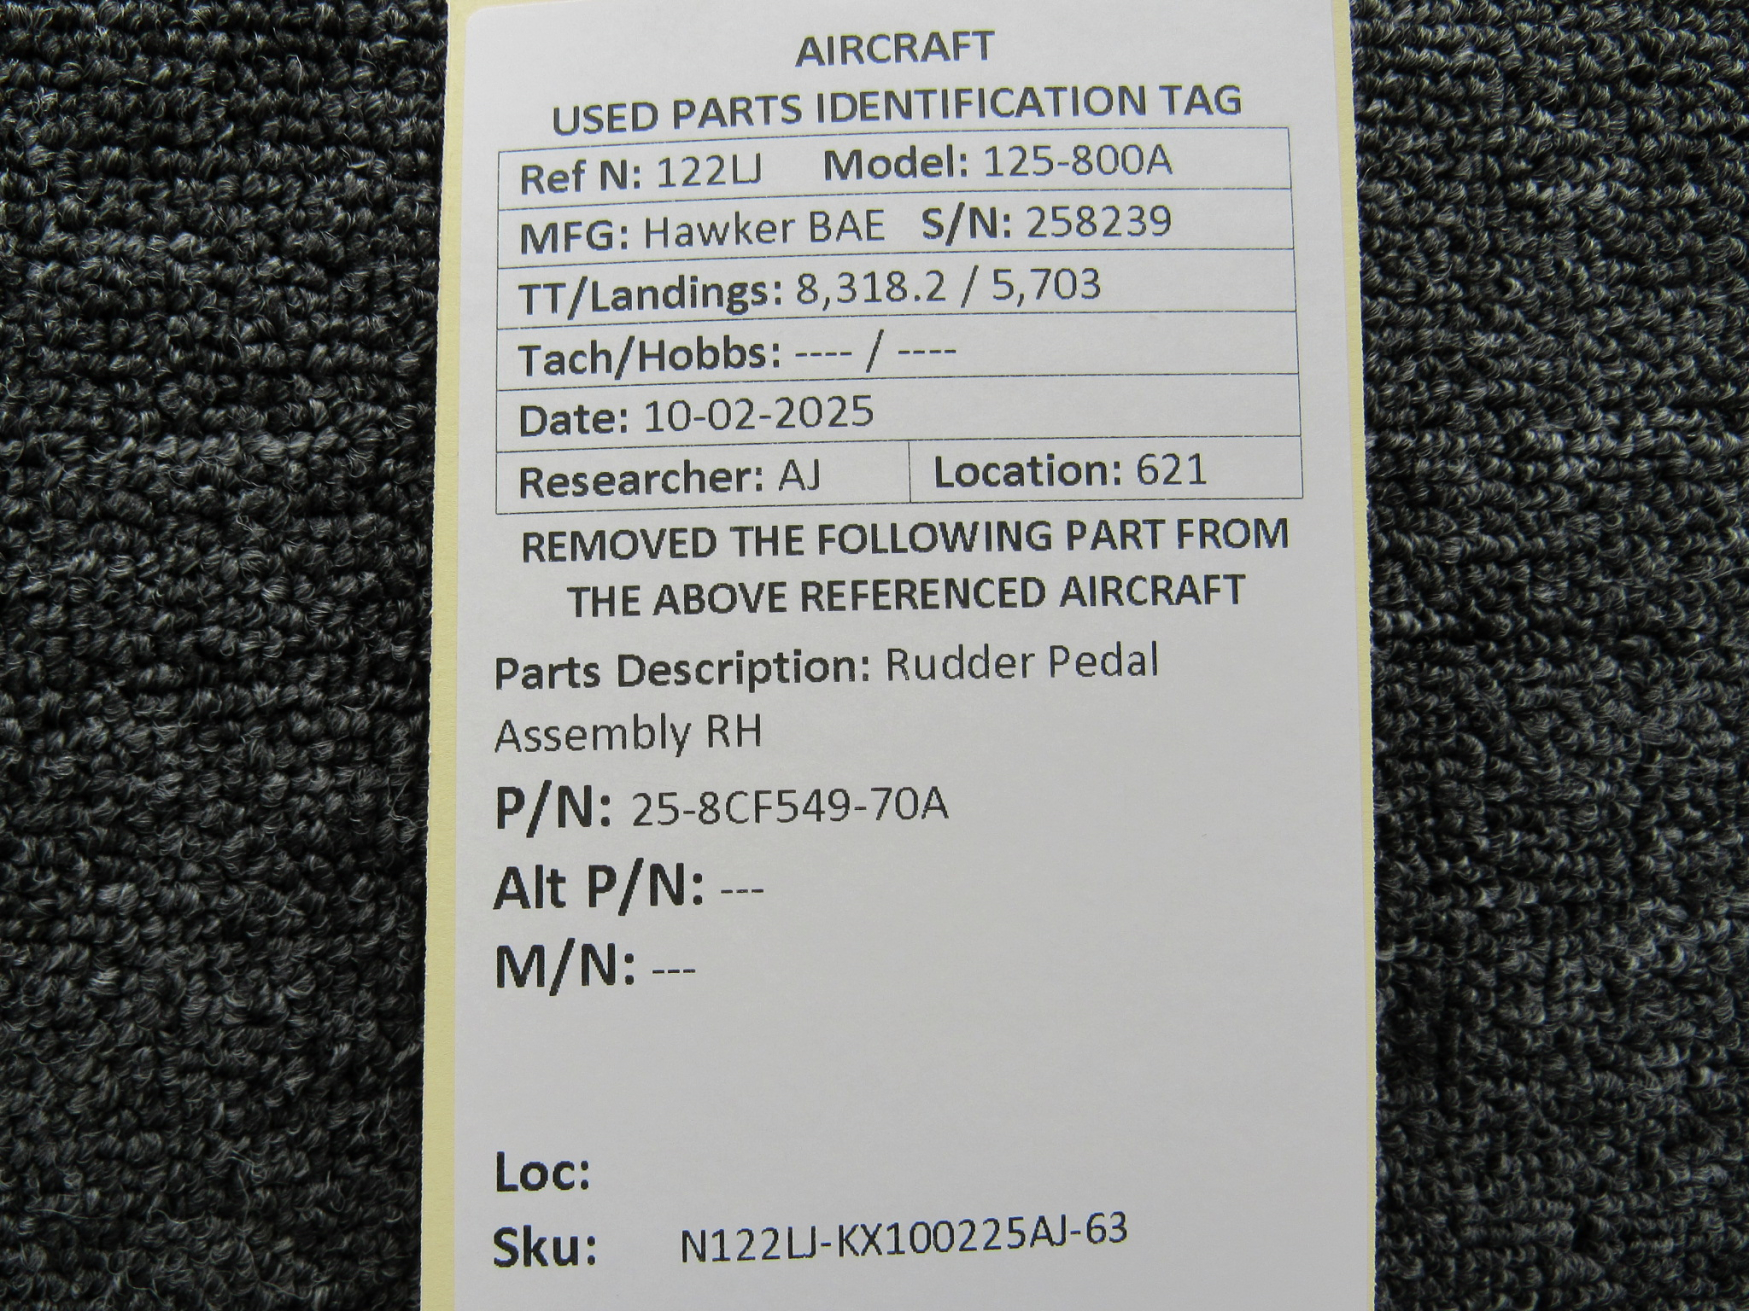 AIRCRAFT
USED PARTS IDENTIFICATION TAG
Ref N: 122LJ Model: 125-800A
MFG: Hawker BAE S/N: 258239
TT/Landings: 8,318.2 / 5,703
Tach/Hobbs: ---- / ----
Date: 10-02-2025
Researcher: AJ Location: 621
REMOVED THE FOLLOWING PART FROM
THE ABOVE REFERENCED AIRCRAFT
Parts Description: Rudder Pedal
Assembly RH
P/N: 25-8CF549-70A
Alt P/N: ---
M/N: ---
Loc:
Sku: N122LJ-KX100225AJ-63